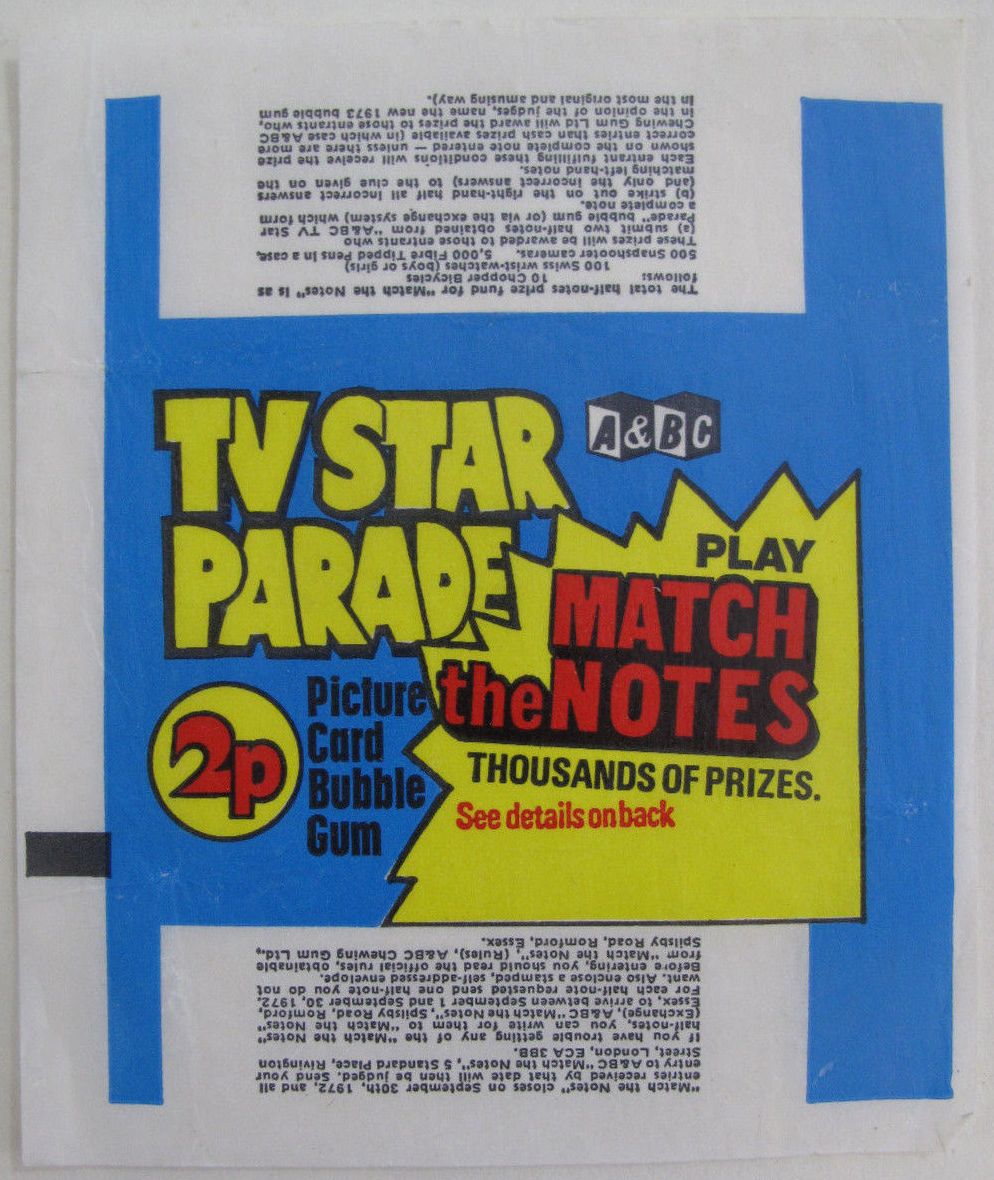 The total half-notes prize fund for "Match the Notes" is as
follows: 10 Chopper Bicycles
100 Swiss wrist-watches (boys or girls)
500 Snapshooter cameras. 5,000 Fibre Tipped Pens in a case.
These prizes will be awarded to those entrants who
(a) submit two half-notes obtained from "A&BC TV Star
Parade" bubble gum (or via the exchange system) which form
a complete note.
(b) strike out on the right-hand half all incorrect answers
(and only the incorrect answers) to the clue given on the
matching left-hand notes.
Each entrant fulfilling these conditions will receive the prize
shown on the complete note entered — unless there are more
correct entries than cash prizes available (in which case A&BC
Chewing Gum Ltd will award the prizes to those entrants who,
in the opinion of the judges, name the new 1973 bubble gum
in the most original and amusing way).
TV STAR
PARADE
A&BC
PLAY
MATCH
the NOTES
THOUSANDS OF PRIZES.
See details on back
2p
Picture
Card
Bubble
Gum
"Match the Notes" closes on September 30th, 1972, and all
entries received by that date will then be judged. Send your
entry to A&BC "Match the Notes", 5 Standard Place, Rivington
Street, London, ECA 3BB.
If you have trouble getting any of the "Match the Notes"
half-notes, you can write for them to "Match the Notes"
(Exchange), A&BC "Match the Notes", Spilsby Road, Romford,
Essex, to arrive between September 1 and September 30, 1972.
For each half-note requested send one half-note you do not
want. Also enclose a stamped, self-addressed envelope.
Before entering, you should read the official rules, obtainable
from "Match the Notes", (Rules), A&BC Chewing Gum Ltd.,
Spilsby Road, Romford, Essex.